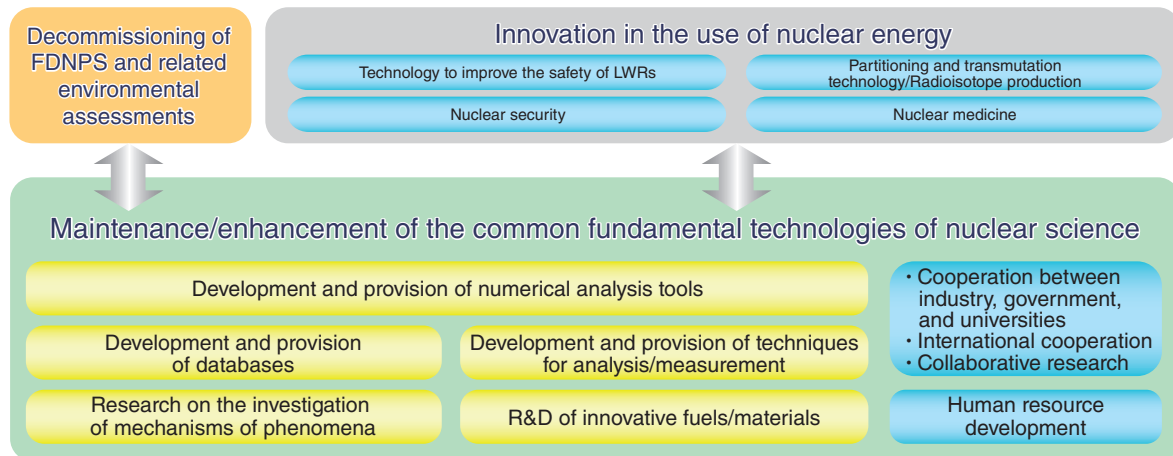 Decommissioning of
FDNPS and related
environmental
assessments
Innovation in the use of nuclear energy
Technology to improve the safety of LWRs
Partitioning and transmutation
technology/Radioisotope production
Nuclear security
Nuclear medicine
Maintenance/enhancement of the common fundamental technologies of nuclear science
Development and provision of numerical analysis tools
Development and provision
of databases
Development and provision of techniques
for analysis/measurement
Research on the investigation
of mechanisms of phenomena
R&D of innovative fuels/materials
・Cooperation between
industry, government,
and universities
・International cooperation
・Collaborative research
Human resource
development